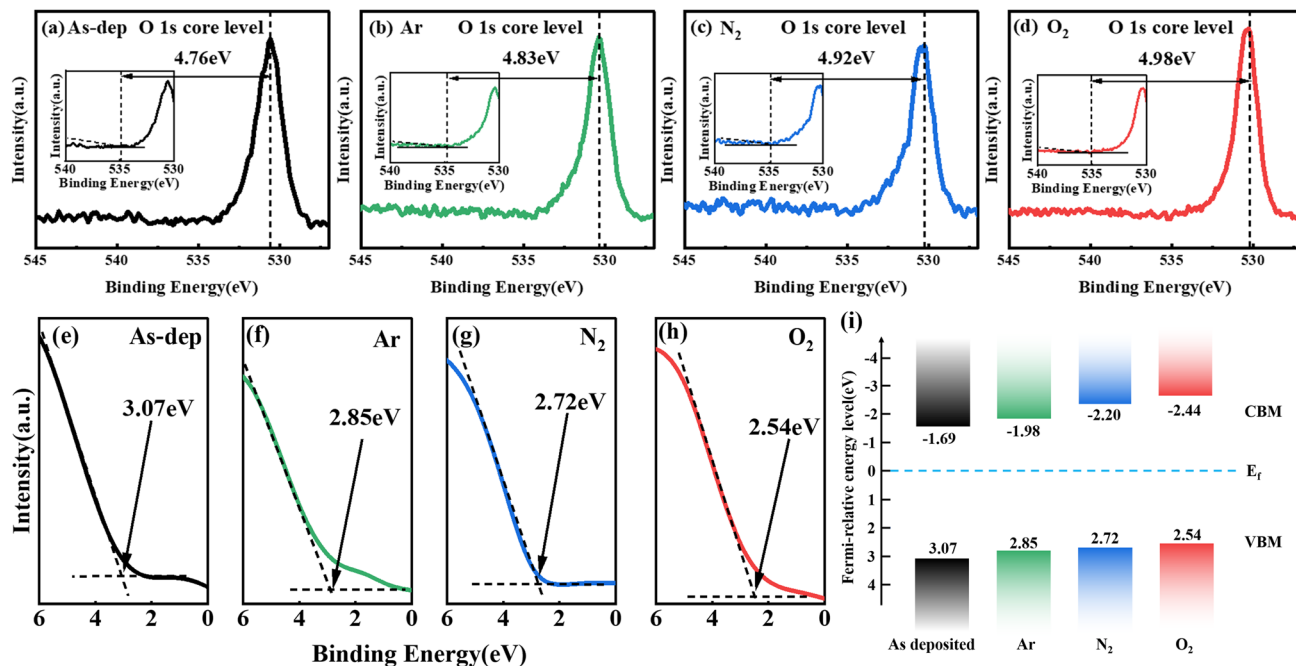 (a) As-dep O 1s core level
4.76eV
Intensity(a.u.)
Intensity(a.u.)
540 535 530
Binding Energy(eV)
545 540 535 530
Binding Energy(eV)
(b) Ar O 1s core level
4.83eV
Intensity(a.u.)
Intensity(a.u.)
540 535 530
Binding Energy(eV)
545 540 535 530
Binding Energy(eV)
(c) N₂ O 1s core level
4.92eV
Intensity(a.u.)
Intensity(a.u.)
540 535 530
Binding Energy(eV)
545 540 535 530
Binding Energy(eV)
(d) O₂ O 1s core level
4.98eV
Intensity(a.u.)
Intensity(a.u.)
540 535 530
Binding Energy(eV)
545 540 535 530
Binding Energy(eV)
Intensity(a.u.)
(e) As-dep
3.07eV
6 4 2 0
(f) Ar
2.85eV
6 4 2 0
(g) N₂
2.72eV
6 4 2 0
(h) O₂
2.54eV
6 4 2 0
Binding Energy(eV)
(i)
Fermi-relative energy level(eV)
-4
-3
-2
-1
0
1
2
3
4
-1.69 -1.98 -2.20 -2.44
CBM
E_f
VBM
3.07 2.85 2.72 2.54
As deposited Ar N₂ O₂